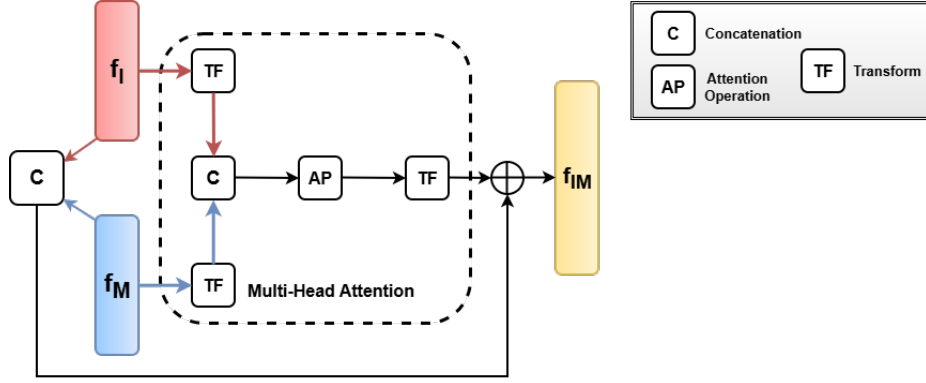 f_I
TF
C
C
AP
TF
f_IM
f_M
TF
Multi-Head Attention
C
Concatenation
AP
Attention
Operation
TF
Transform